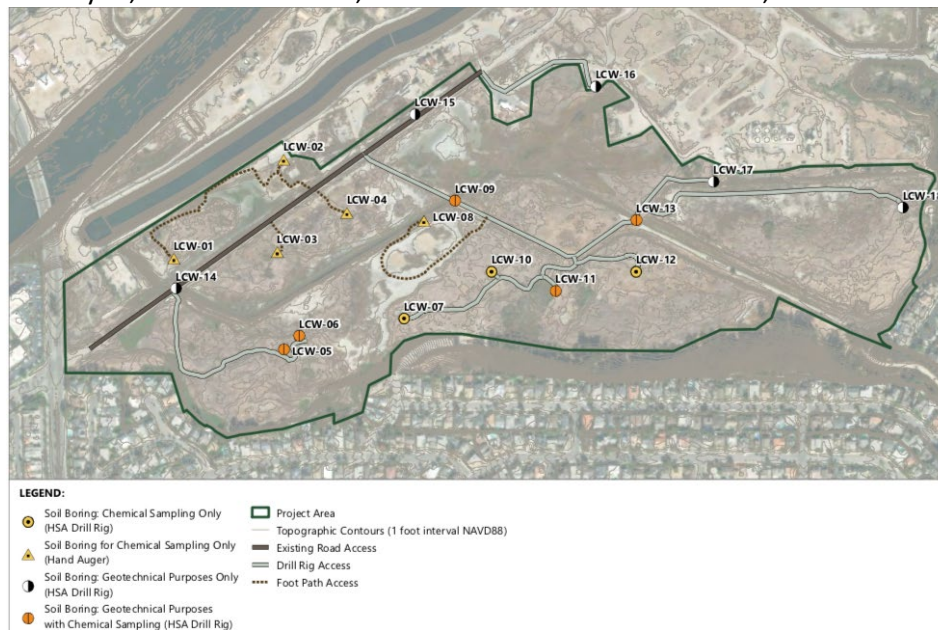 LCW-16
LCW-15
LCW-02
LCW-17
LCW-09
LCW-04
LCW-13
LCW-08
LCW-01
LCW-03
LCW-14
LCW-10
LCW-12
LCW-11
LCW-07
LCW-06
LCW-05
LEGEND:
Soil Boring: Chemical Sampling Only
(HSA Drill Rig)
Soil Boring for Chemical Sampling Only
(Hand Auger)
Soil Boring: Geotechnical Purposes Only
(HSA Drill Rig)
Soil Boring: Geotechnical Purposes
with Chemical Sampling (HSA Drill Rig)
Project Area
Topographic Contours (1 foot interval NAVD88)
Existing Road Access
Drill Rig Access
Foot Path Access